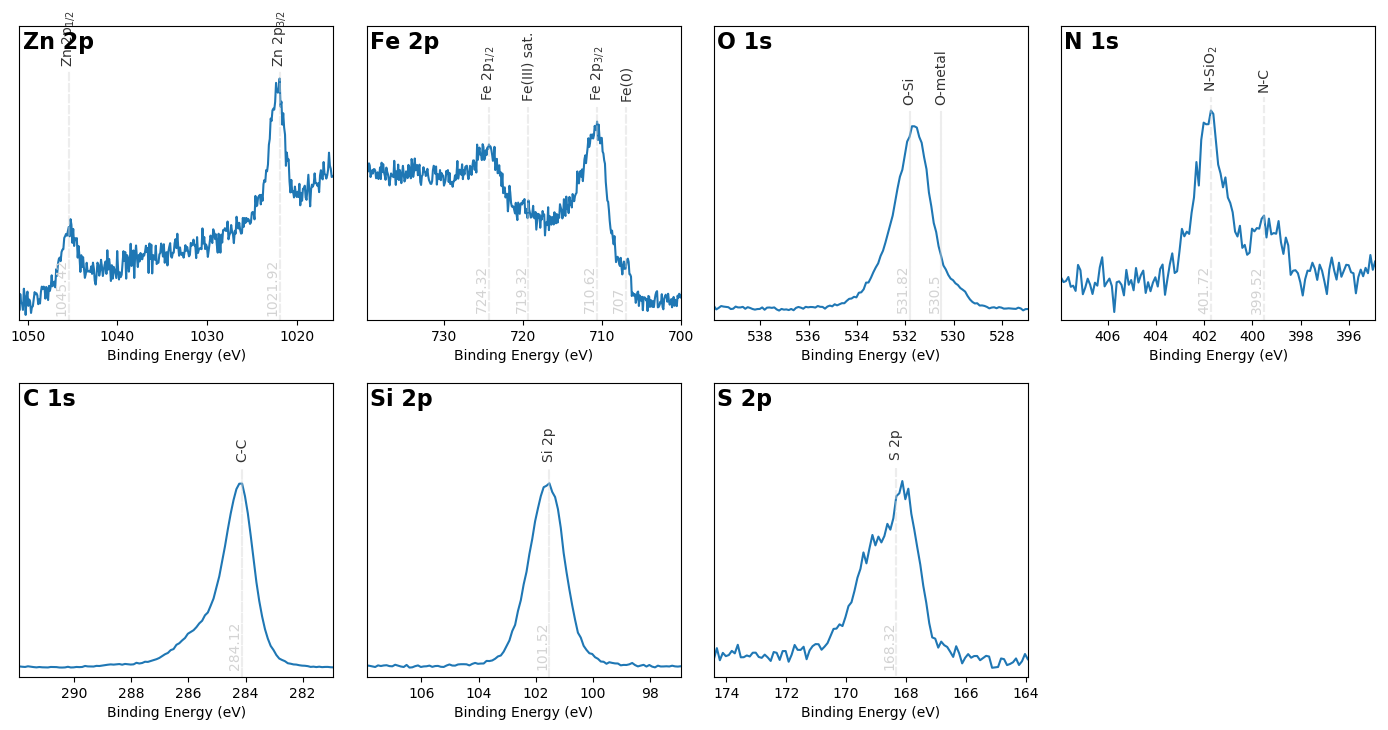 Zn 2p
Zn 2p1/2
Zn 2p3/2
1045.42
1021.92
1050 1040 1030 1020
Binding Energy (eV)
Fe 2p
Fe 2p1/2
Fe(III) sat.
Fe 2p3/2
Fe(0)
724.32
719.32
710.62
707
730 720 710 700
Binding Energy (eV)
O 1s
O-Si
O-metal
531.82
530.5
538 536 534 532 530 528
Binding Energy (eV)
N 1s
N-SiO2
N-C
401.72
399.52
406 404 402 400 398 396
Binding Energy (eV)
C 1s
C-C
284.12
290 288 286 284 282
Binding Energy (eV)
Si 2p
Si 2p
101.52
106 104 102 100 98
Binding Energy (eV)
S 2p
S 2p
168.32
174 172 170 168 166 164
Binding Energy (eV)